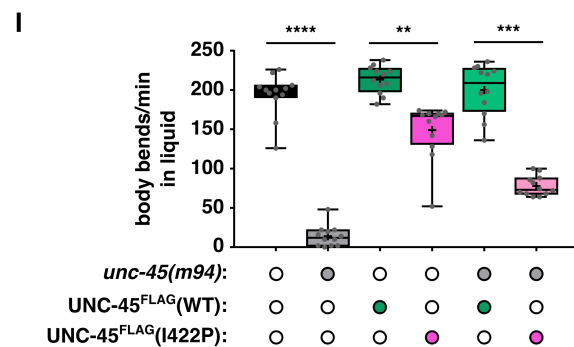 I
**** ** ***
250
200
150
100
50
0
body bends/min
in liquid
unc-45(m94):
UNC-45FLAG(WT):
UNC-45FLAG(I422P):